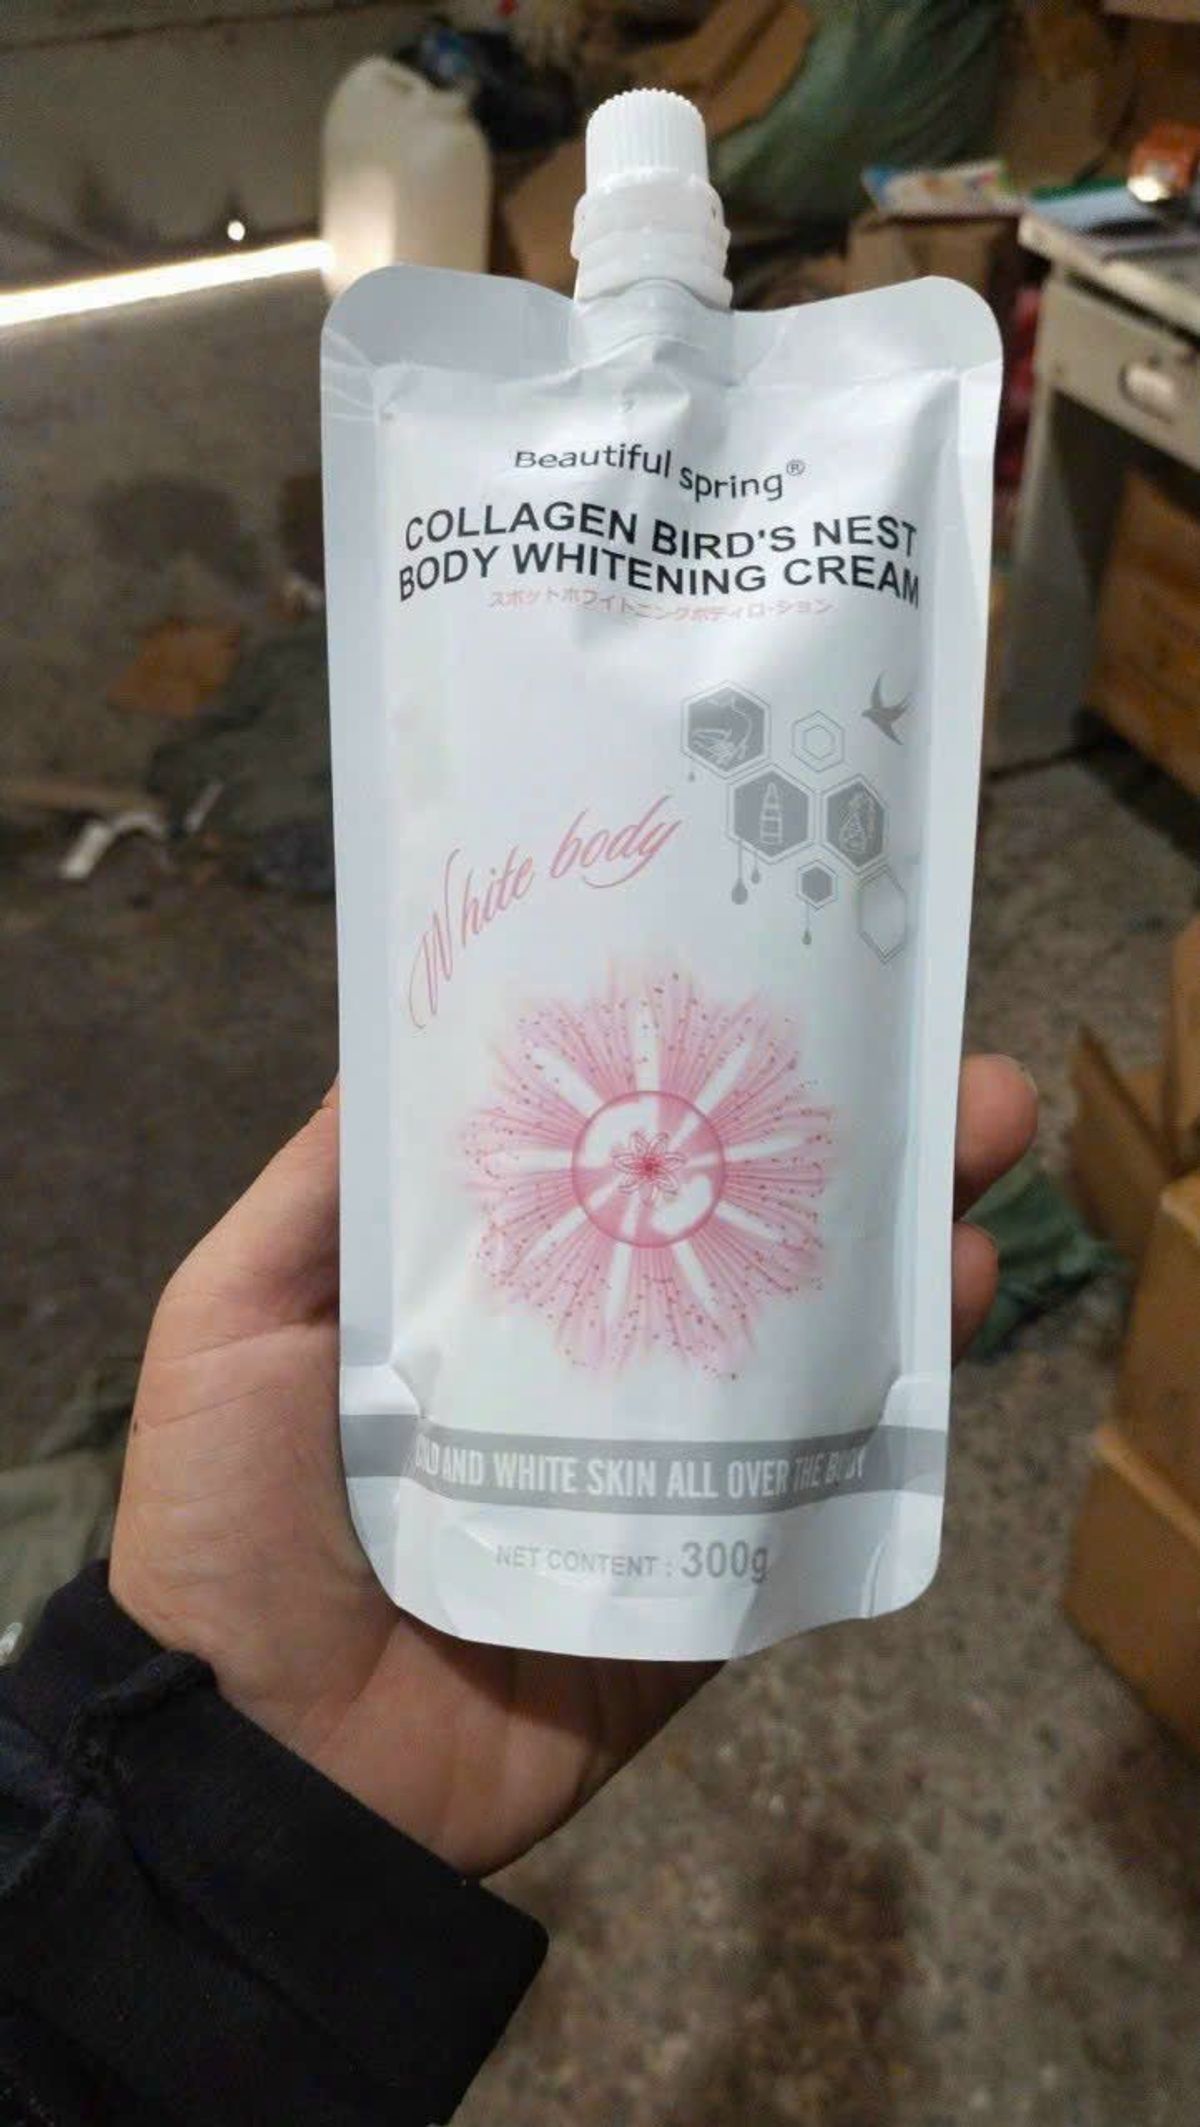 Beautiful spring®
COLLAGEN BIRD'S NEST
BODY WHITENING CREAM
スポットホワイトニングボディローション
White body
AND WHITE SKIN ALL OVER THE BODY
NET CONTENT : 300g